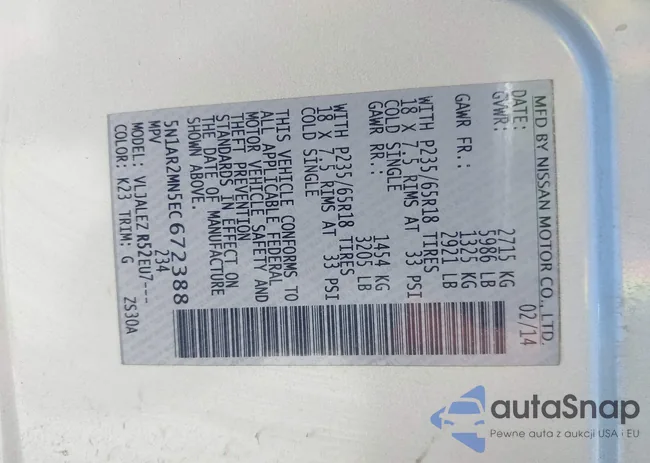 MFD BY NISSAN MOTOR CO., LTD.
DATE: 02/14
GVWR: 2715 KG
5986 LB
GAWR FR.: 1325 KG
2921 LB
WITH P235/65R18 TIRES
18 X 7.5 RIMS AT 33 PSI
COLD SINGLE
GAWR RR.: 1454 KG
3205 LB
WITH P235/65R18 TIRES
18 X 7.5 RIMS AT 33 PSI
COLD SINGLE
THIS VEHICLE CONFORMS TO
ALL APPLICABLE FEDERAL
MOTOR VEHICLE SAFETY AND
THEFT PREVENTION
STANDARDS IN EFFECT ON
THE DATE OF MANUFACTURE
SHOWN ABOVE.
5N1AR2MN5EC672388
MPV 234
MODEL: VLJALEZ R52EU7---
COLOR: K23 TRIM: G ZS30A
autaSnap
Pewne auta z aukcji USA i EU